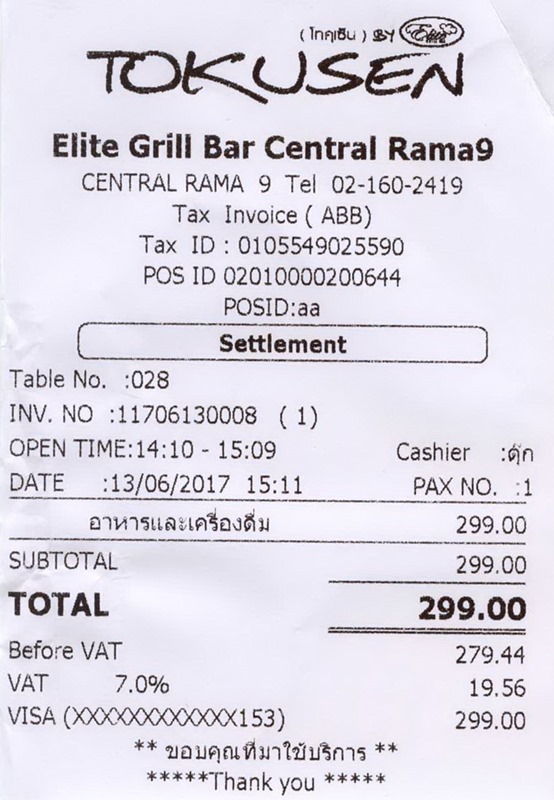 ( โทคุเซ็น ) BY Elite
TOKUSEN
Elite Grill Bar Central Rama9
CENTRAL RAMA 9 Tel 02-160-2419
Tax Invoice ( ABB)
Tax ID : 0105549025590
POS ID 02010000200644
POSID:aa
Settlement
Table No. :028
INV. NO :11706130008 ( 1)
OPEN TIME:14:10 - 15:09 Cashier :ตุ๊ก
DATE :13/06/2017 15:11 PAX NO. :1
อาหารและเครื่องดื่ม 299.00
SUBTOTAL 299.00
TOTAL 299.00
Before VAT 279.44
VAT 7.0% 19.56
VISA (XXXXXXXXXXXXX153) 299.00
** ขอบคุณที่มาใช้บริการ **
*****Thank you *****